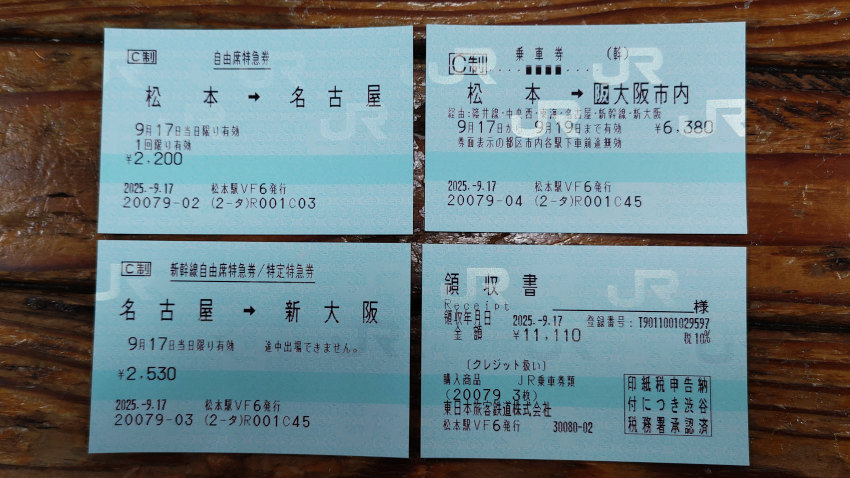 C制
自由席特急券
松本 → 名古屋
9月17日当日限り有効
1回限り有効
¥2,200
2025.-9.17 松本駅VF6発行
20079-02 (2-タ)R001C03
C制
乗車券 (幹)
松本 → 阪大阪市内
経由:篠井線・中央西・東海・名古屋・新幹線・新大阪
9月17日から 9月19日まで有効 ¥6,380
券面表示の都区市内各駅下車前途無効
2025.-9.17 松本駅VF6発行
20079-04 (2-タ)R001C45
C制
新幹線自由席特急券/特定特急券
名古屋 → 新大阪
9月17日当日限り有効 途中出場できません。
¥2,530
2025.-9.17 松本駅VF6発行
20079-03 (2-タ)R001C45
領収書
Receipt 様
領収年月日 2025.-9.17 登録番号:T9011001029597
金額 ¥11,110 税10%
(クレジット扱い)
購入商品 JR乗車券類
(20079 3枚)
東日本旅客鉄道株式会社
松本駅VF6発行 30080-02
印紙税申告納
付につき渋谷
税務署承認済